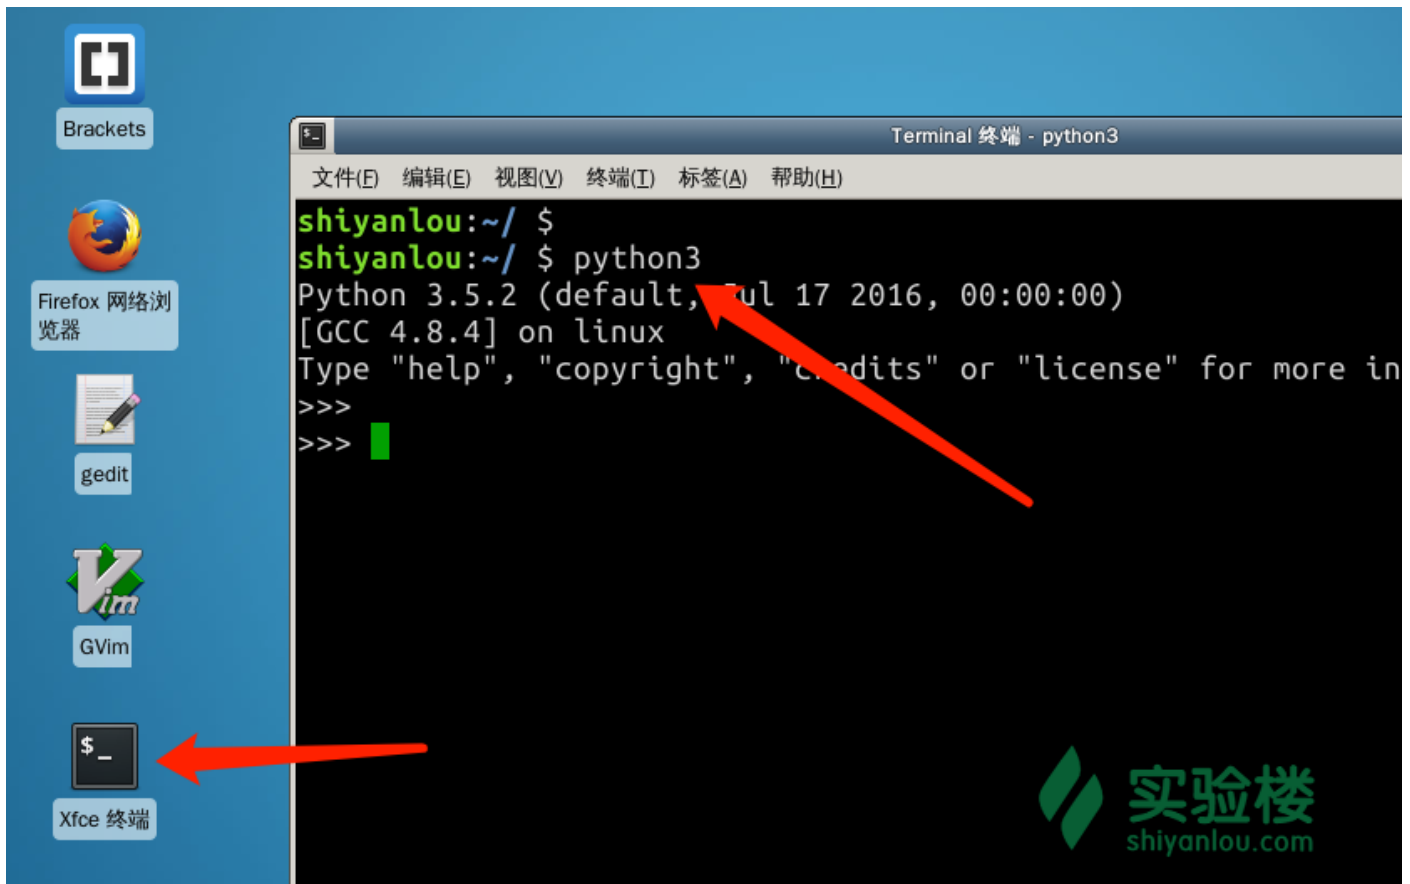 Brackets
Firefox 网络浏
览器
gedit
GVim
$_
Xfce 终端
Terminal 终端 - python3
文件(F) 编辑(E) 视图(V) 终端(T) 标签(A) 帮助(H)
shiyanlou:~/ $
shiyanlou:~/ $ python3
Python 3.5.2 (default, Jul 17 2016, 00:00:00)
[GCC 4.8.4] on linux
Type "help", "copyright", "credits" or "license" for more in
>>>
>>>
实验楼
shiyanlou.com